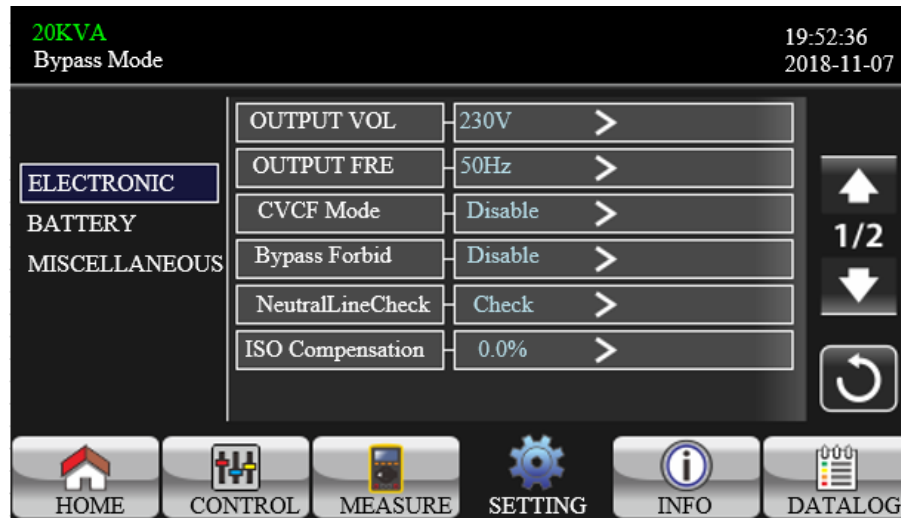 20KVA
Bypass Mode
19:52:36
2018-11-07
ELECTRONIC
BATTERY
MISCELLANEOUS
OUTPUT VOL 230V >
OUTPUT FRE 50Hz >
CVCF Mode Disable >
Bypass Forbid Disable >
NeutralLineCheck Check >
ISO Compensation 0.0% >
1/2
HOME CONTROL MEASURE SETTING INFO DATALOG